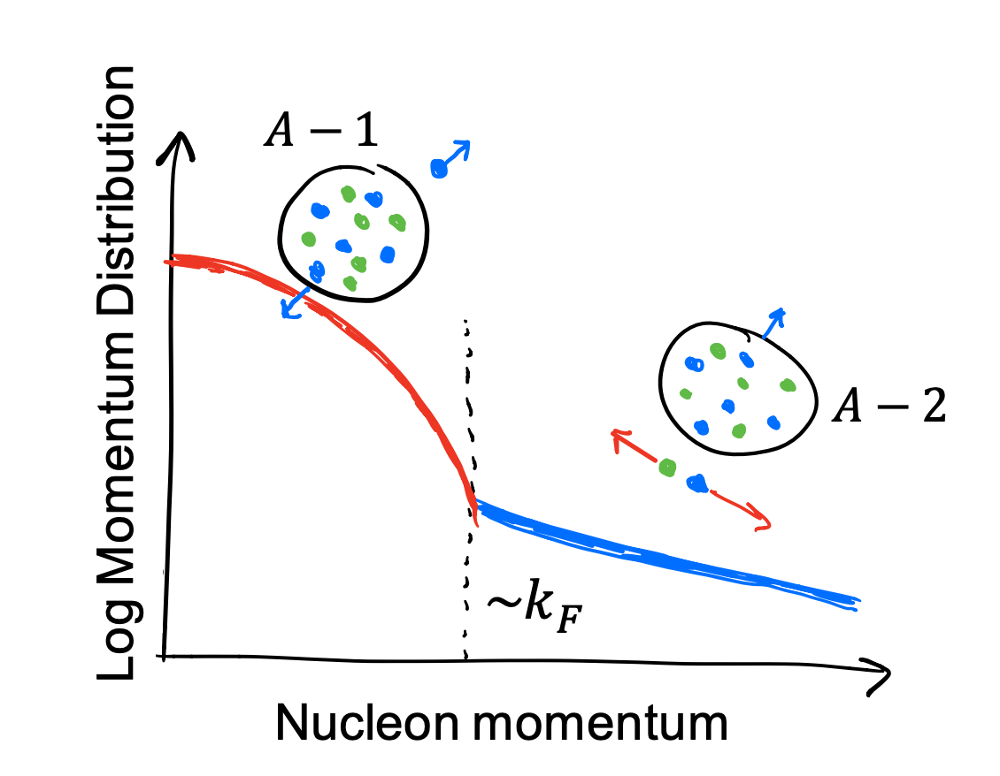 Log Momentum Distribution
A − 1
A − 2
~k_F
Nucleon momentum